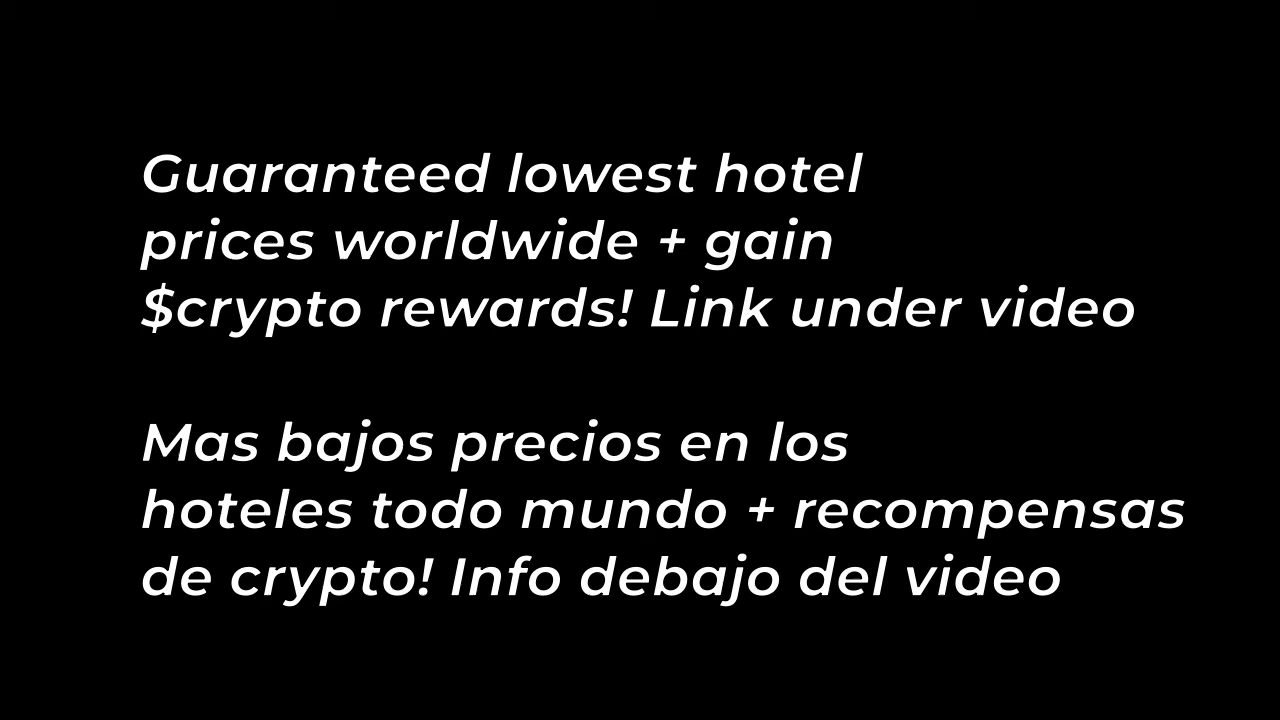 Guaranteed lowest hotel
prices worldwide + gain
$crypto rewards! Link under video
Mas bajos precios en los
hoteles todo mundo + recompensas
de crypto! Info debajo del video